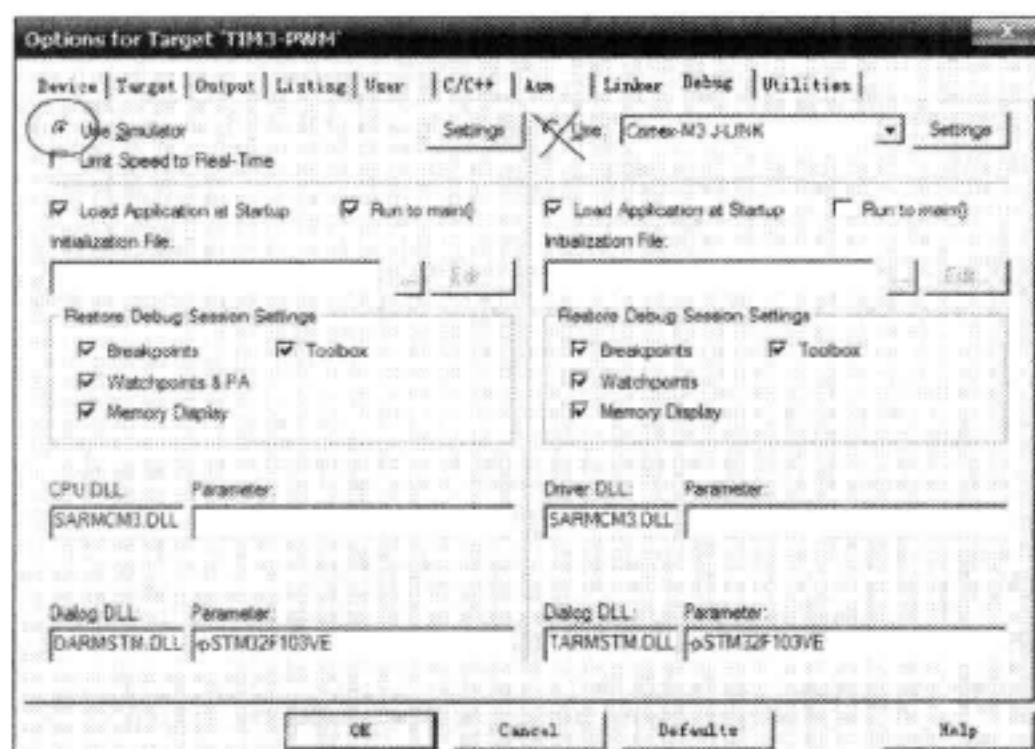 Options for Target 'TIM3-PWM'
Device Target Output Listing User C/C++ Asm Linker Debug Utilities
Use Simulator Settings Use: Cortex-M3 J-LINK Settings
Limit Speed to Real-Time
Load Application at Startup Run to main() Load Application at Startup Run to main()
Initialization File: Initialization File:
... Edit... ... Edit...
Restore Debug Session Settings Restore Debug Session Settings
Breakpoints Toolbox Breakpoints Toolbox
Watchpoints & PA Watchpoints
Memory Display Memory Display
CPU DLL: Parameter: Driver DLL: Parameter:
SARMCM3.DLL SARMCM3.DLL
Dialog DLL: Parameter: Dialog DLL: Parameter:
DARMSTM.DLL -pSTM32F103VE TARMSTM.DLL -pSTM32F103VE
OK Cancel Defaults Help